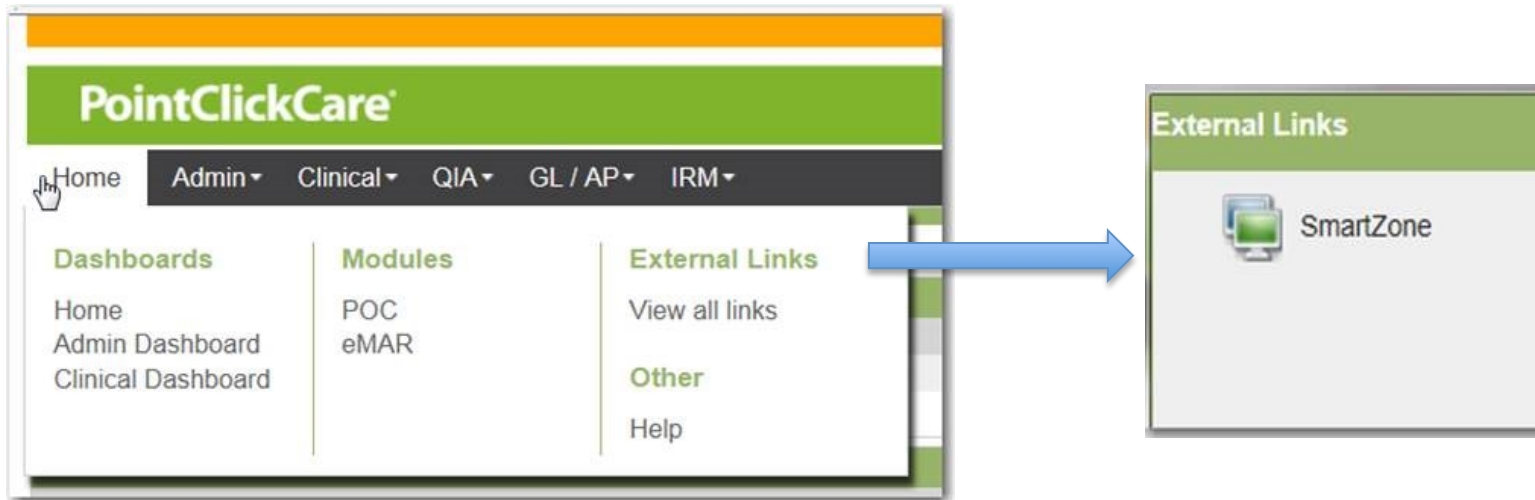 PointClickCare®
Home Admin Clinical QIA GL / AP IRM
Dashboards Modules External Links
Home POC View all links
Admin Dashboard eMAR
Clinical Dashboard Other
Help
External Links
SmartZone